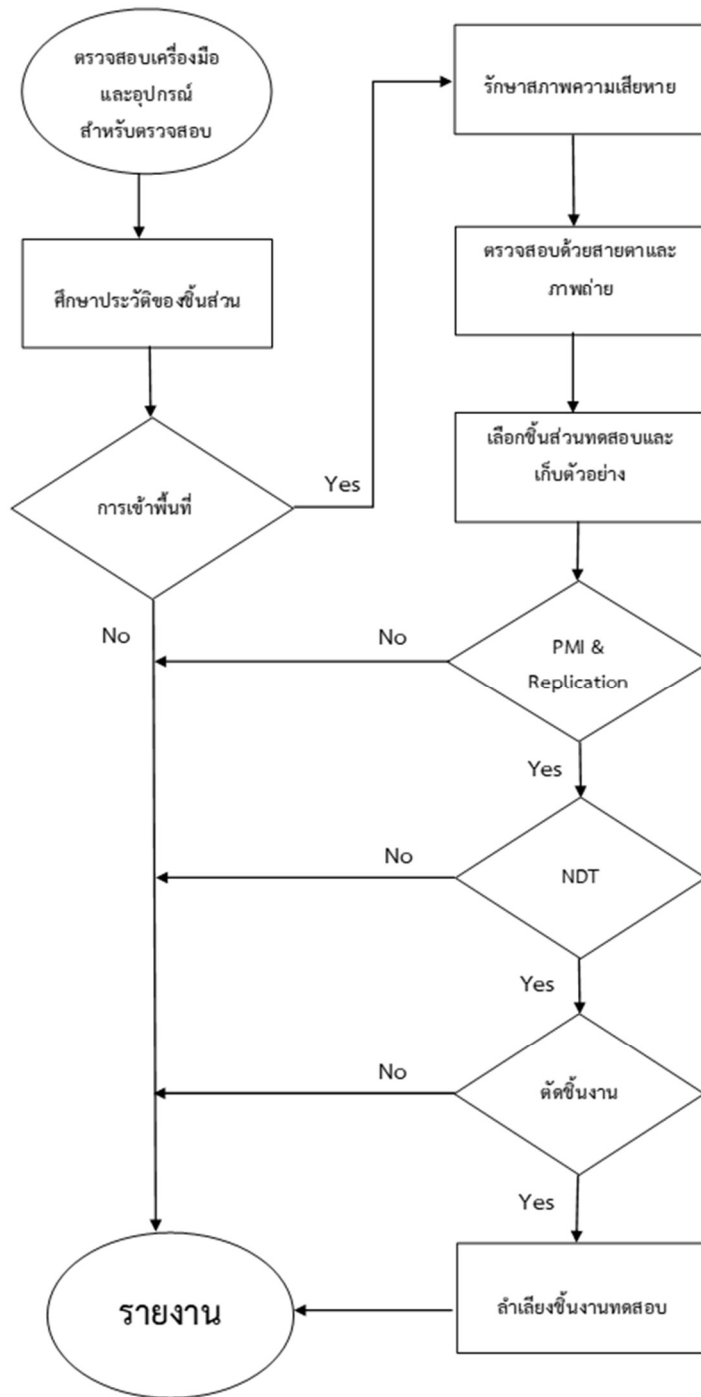 ตรวจสอบเครื่องมือ
และอุปกรณ์
สำหรับตรวจสอบ
ศึกษาประวัติของชิ้นส่วน
การเข้าพื้นที่
Yes
No
รักษาสภาพความเสียหาย
ตรวจสอบด้วยสายตาและ
ภาพถ่าย
เลือกชิ้นส่วนทดสอบและ
เก็บตัวอย่าง
PMI &
Replication
No
Yes
NDT
No
Yes
ตัดชิ้นงาน
No
Yes
ลำเลียงชิ้นงานทดสอบ
รายงาน